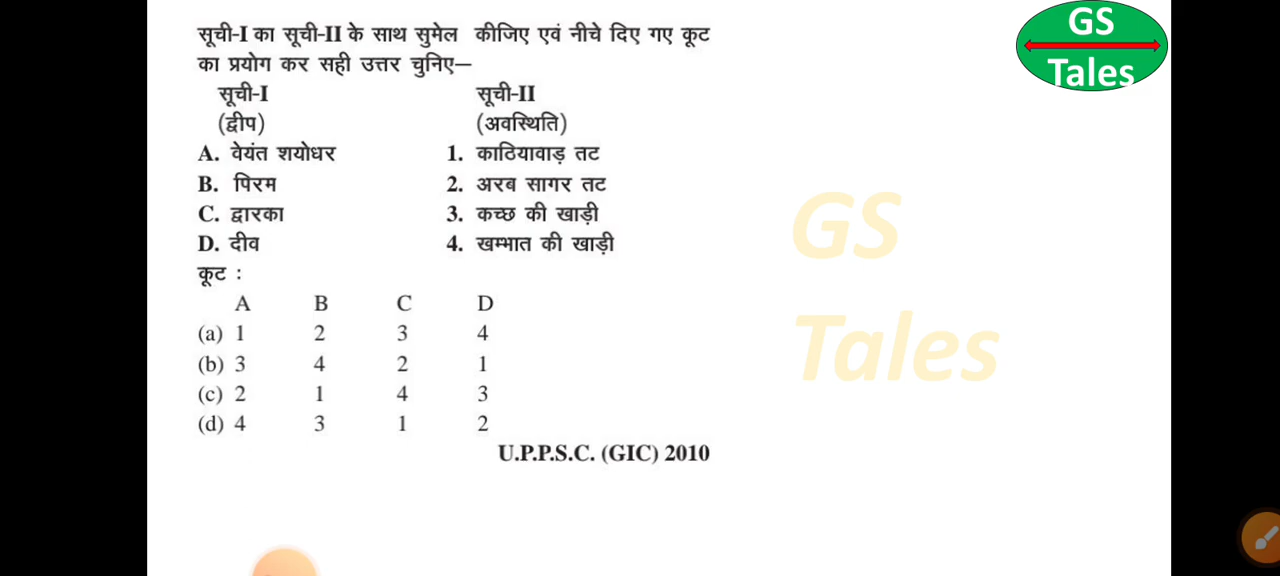 सूची-I का सूची-II के साथ सुमेल कीजिए एवं नीचे दिए गए कूट
का प्रयोग कर सही उत्तर चुनिए—
सूची-I सूची-II
(द्वीप) (अवस्थिति)
A. वेयंत शयोधर 1. काठियावाड़ तट
B. पिरम 2. अरब सागर तट
C. द्वारका 3. कच्छ की खाड़ी
D. दीव 4. खम्भात की खाड़ी
कूट :
A B C D
(a) 1 2 3 4
(b) 3 4 2 1
(c) 2 1 4 3
(d) 4 3 1 2
U.P.P.S.C. (GIC) 2010
GS
Tales
GS
Tales